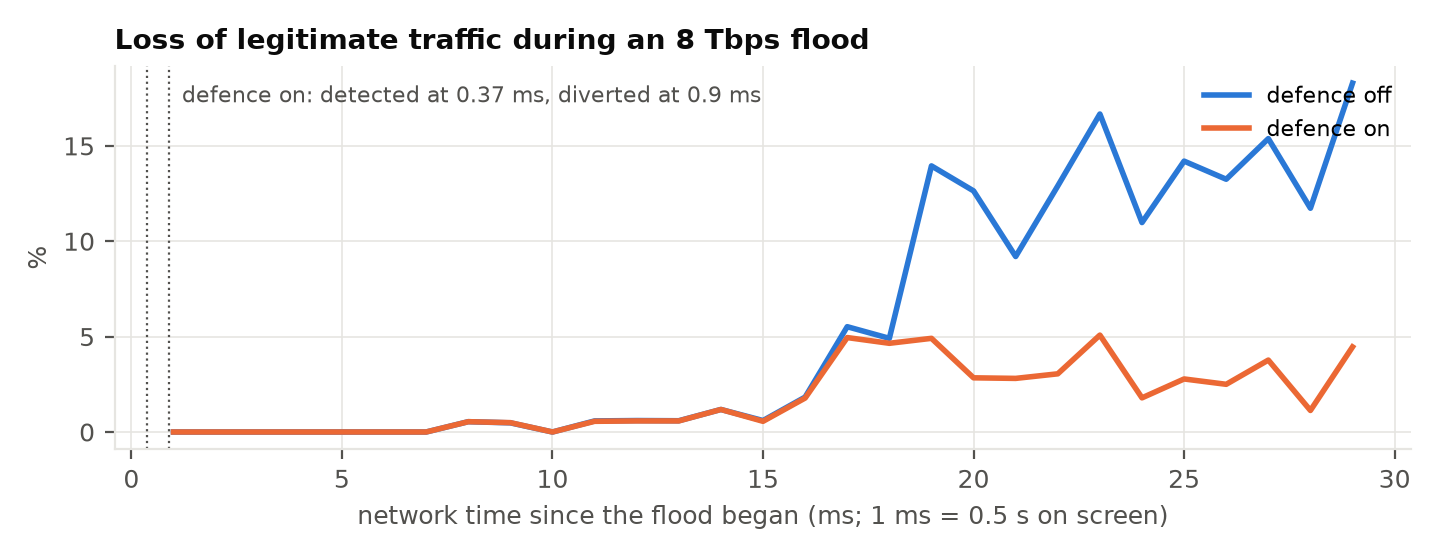 Loss of legitimate traffic during an 8 Tbps flood
defence on: detected at 0.37 ms, diverted at 0.9 ms
defence off
defence on
%
15
10
5
0
0 5 10 15 20 25 30
network time since the flood began (ms; 1 ms = 0.5 s on screen)